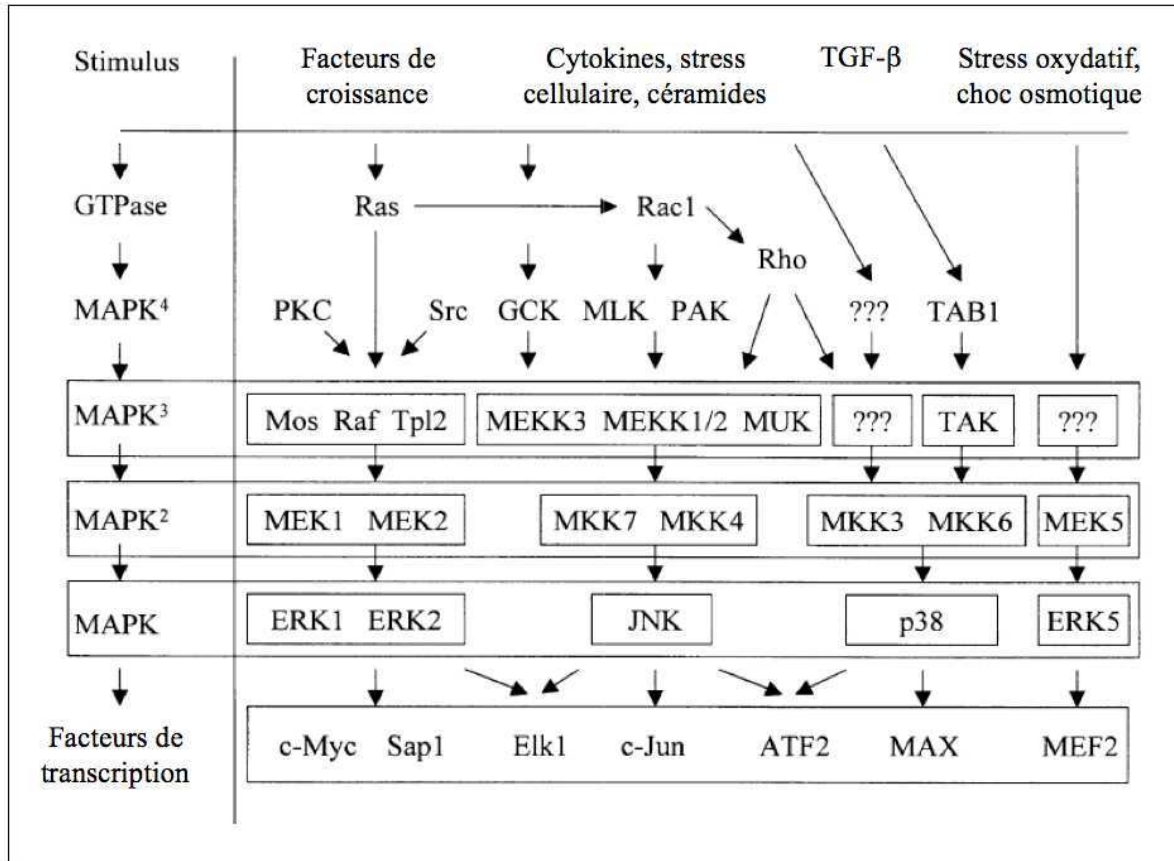 Stimulus
Facteurs de
croissance
Cytokines, stress
cellulaire, céramides
TGF-β
Stress oxydatif,
choc osmotique
GTPase
Ras
Rac1
Rho
MAPK⁴
PKC
Src
GCK
MLK
PAK
???
TAB1
MAPK³
Mos Raf Tpl2
MEKK3 MEKK1/2 MUK
???
TAK
???
MAPK²
MEK1 MEK2
MKK7 MKK4
MKK3 MKK6
MEK5
MAPK
ERK1 ERK2
JNK
p38
ERK5
Facteurs de
transcription
c-Myc Sap1 Elk1 c-Jun ATF2 MAX MEF2